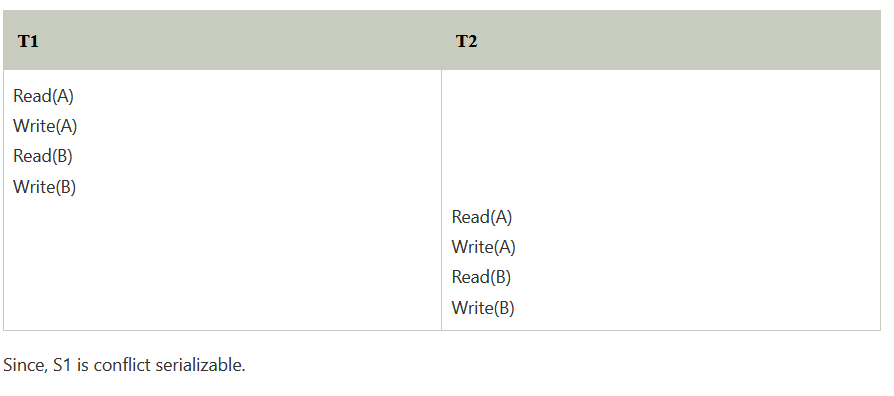 T1 T2
Read(A)
Write(A)
Read(B)
Write(B)
Read(A)
Write(A)
Read(B)
Write(B)
Since, S1 is conflict serializable.